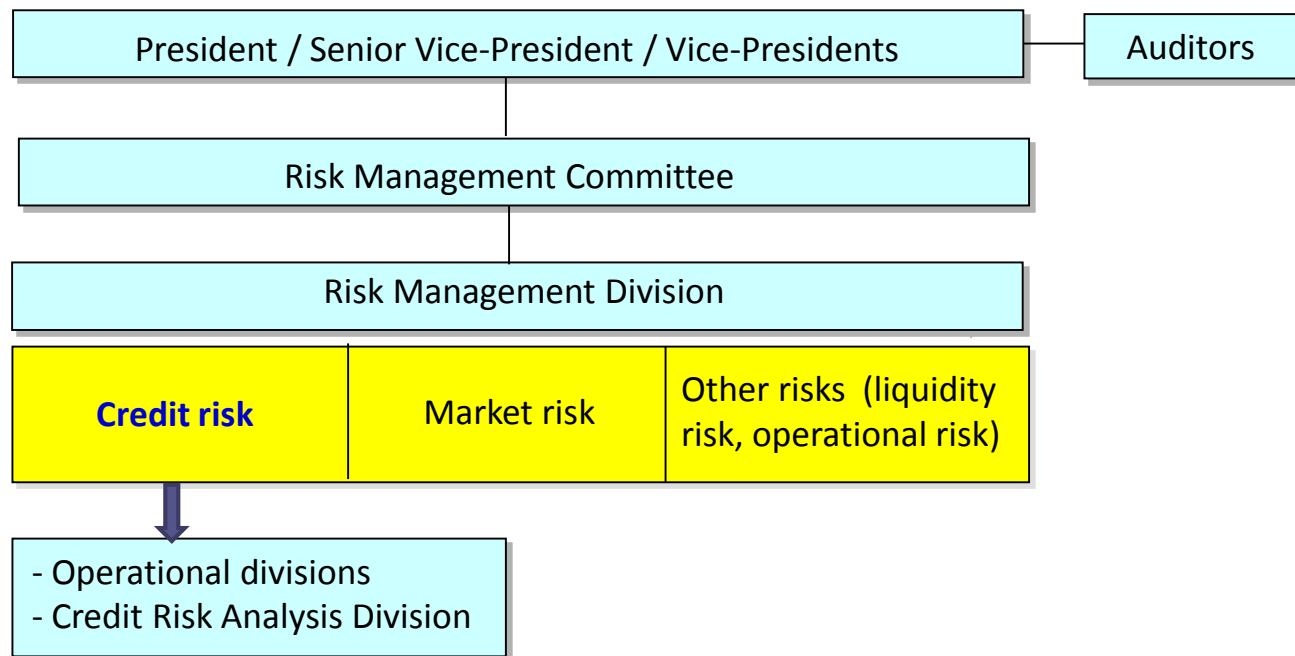 President / Senior Vice-President / Vice-Presidents
Auditors
Risk Management Committee
Risk Management Division
Credit risk
Market risk
Other risks  (liquidity
risk, operational risk)
- Operational divisions
- Credit Risk Analysis Division